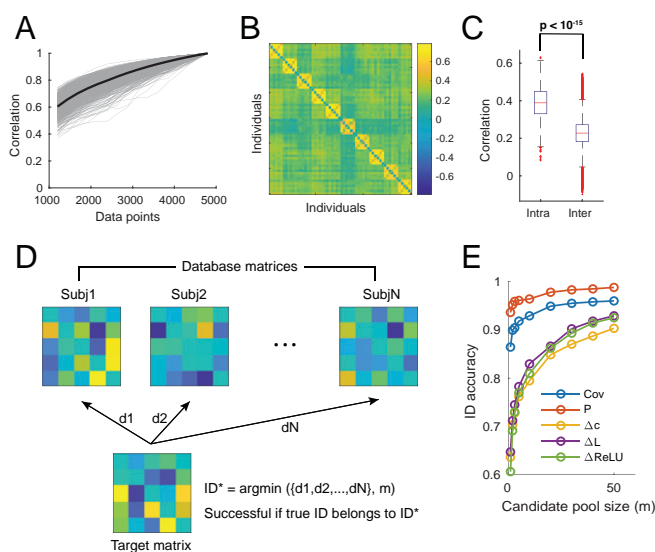 A
Correlation
1
0.8
0.6
0.4
0.2
0
1000 2000 3000 4000 5000
Data points
B
Individuals
Individuals
0.6
0.4
0.2
0
-0.2
-0.4
-0.6
C
p < 10-15
Correlation
0.6
0.4
0.2
0
Intra Inter
D
Database matrices
Subj1 Subj2 SubjN
...
d1 d2 dN
ID* = argmin ({d1,d2,...,dN}, m)
Successful if true ID belongs to ID*
Target matrix
E
ID accuracy
1
0.9
0.8
0.7
0.6
Cov
P
Δc
ΔL
ΔReLU
0 50
Candidate pool size (m)